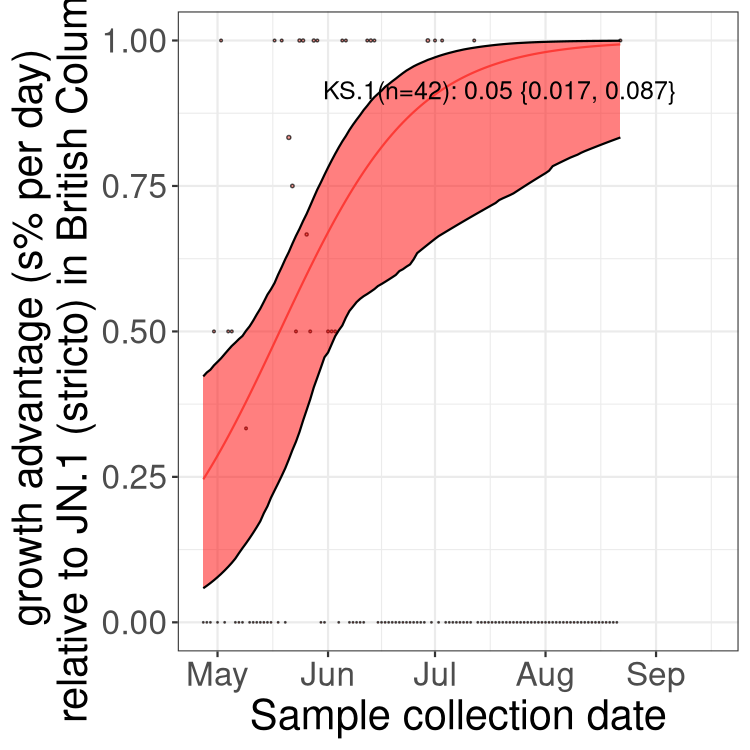 growth advantage (s% per day)
relative to JN.1 (stricto) in British Colum
1.00
0.75
0.50
0.25
0.00
KS.1(n=42): 0.05 {0.017, 0.087}
May Jun Jul Aug Sep
Sample collection date